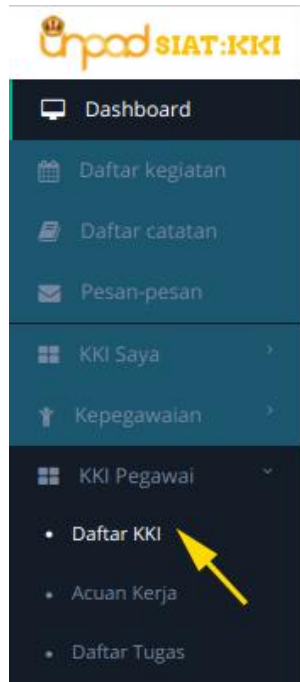 Unpad SIAT:KKI
Dashboard
Daftar kegiatan
Daftar catatan
Pesan-pesan
KKI Saya
Kepegawaian
KKI Pegawai
Daftar KKI
Acuan Kerja
Daftar Tugas